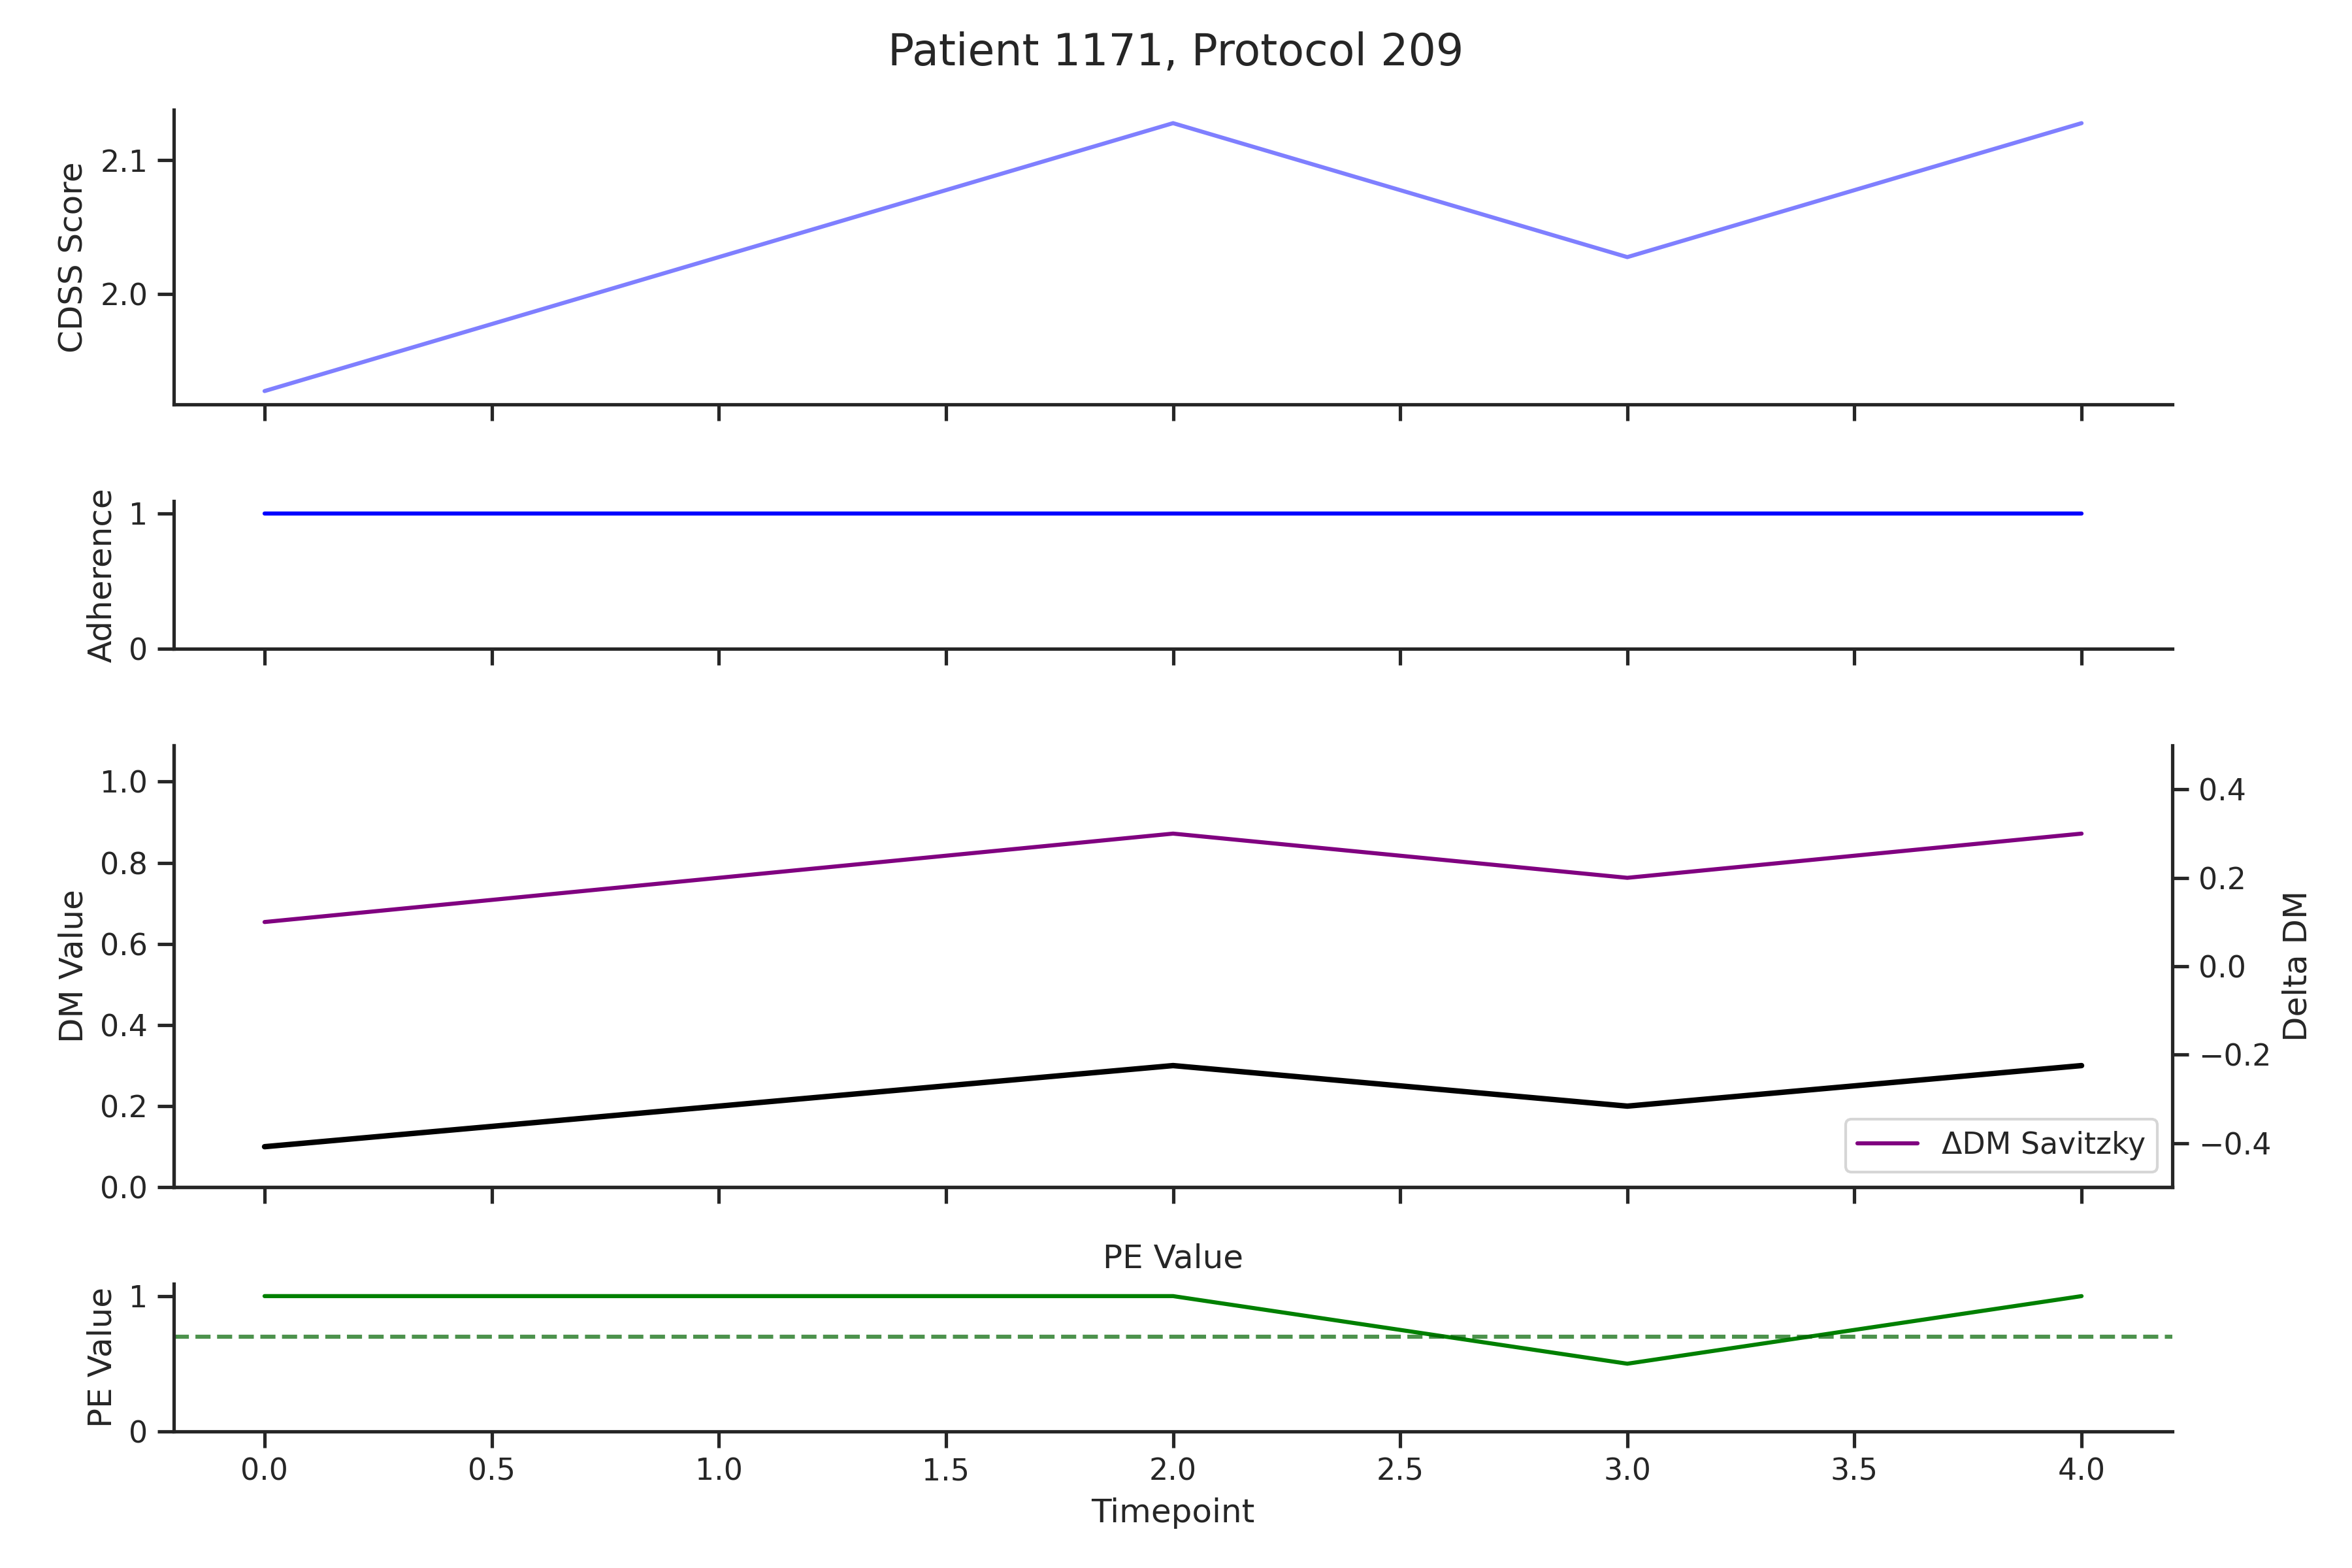 Patient 1171, Protocol 209
CDSS Score
2.1
2.0
Adherence
1
0
DM Value
1.0
0.8
0.6
0.4
0.2
0.0
Delta DM
0.4
0.2
0.0
−0.2
−0.4
ΔDM Savitzky
PE Value
PE Value
1
0
0.0 0.5 1.0 1.5 2.0 2.5 3.0 3.5 4.0
Timepoint